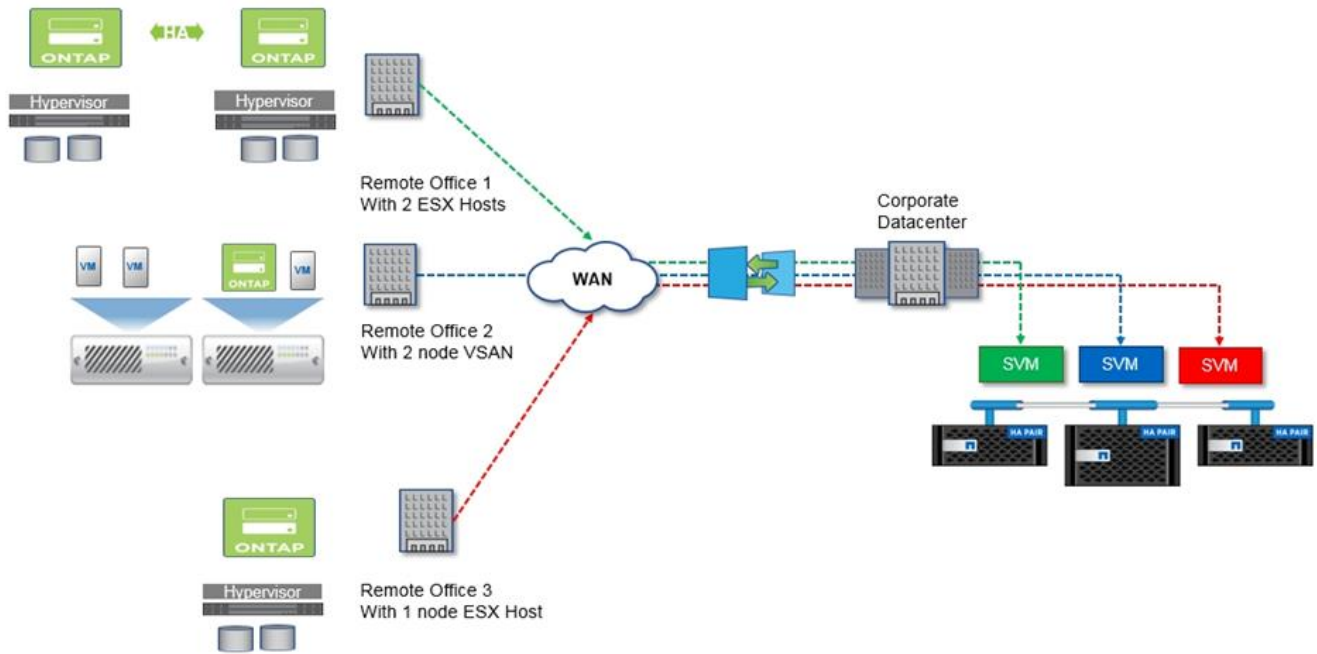 HA
ONTAP
ONTAP
Hypervisor
Hypervisor
Remote Office 1
With 2 ESX Hosts
VM
VM
ONTAP
VM
Remote Office 2
With 2 node VSAN
WAN
Corporate
Datacenter
SVM
SVM
SVM
HA PAIR
HA PAIR
HA PAIR
ONTAP
Hypervisor
Remote Office 3
With 1 node ESX Host